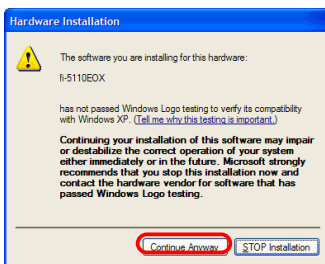 Hardware Installation
The software you are installing for this hardware:
fi-5110EOX
has not passed Windows Logo testing to verify its compatibility
with Windows XP. (Tell me why this testing is important.)
Continuing your installation of this software may impair
or destabilize the correct operation of your system
either immediately or in the future. Microsoft strongly
recommends that you stop this installation now and
contact the hardware vendor for software that has
passed Windows Logo testing.
Continue Anyway
STOP Installation